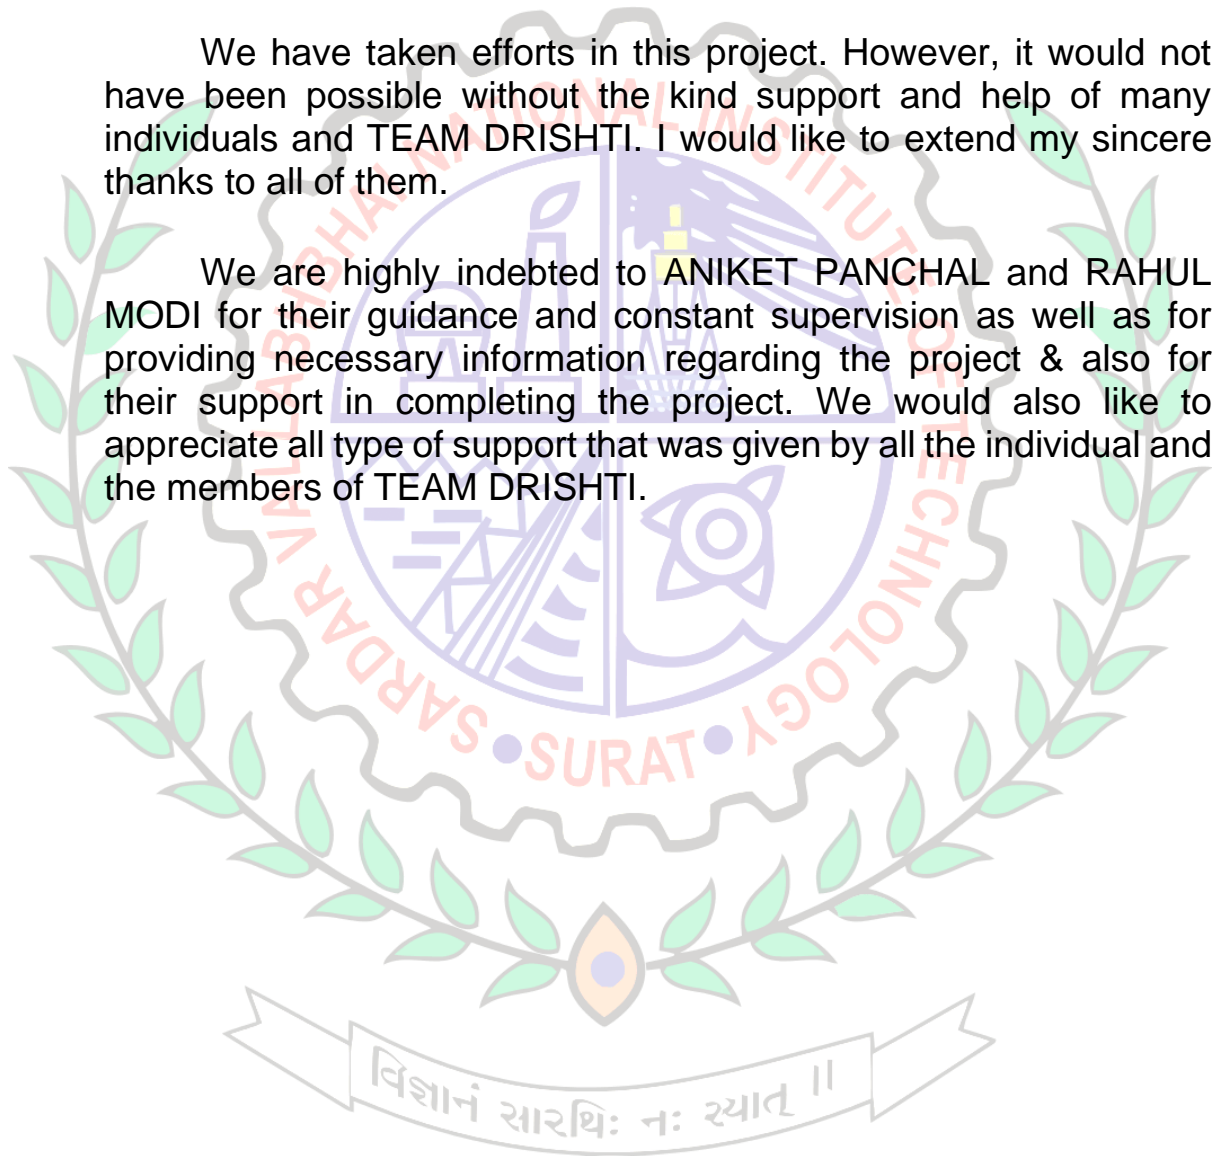 We have taken efforts in this project. However, it would not
have been possible without the kind support and help of many
individuals and TEAM DRISHTI. I would like to extend my sincere
thanks to all of them.
We are highly indebted to ANIKET PANCHAL and RAHUL
MODI for their guidance and constant supervision as well as for
providing necessary information regarding the project & also for
their support in completing the project. We would also like to
appreciate all type of support that was given by all the individual and
the members of TEAM DRISHTI.
SARDAR VALLABHBHAI NATIONAL INSTITUTE OF TECHNOLOGY
•SURAT•
વિજ્ઞાનં સારથિઃ નઃ સ્યાત્ ॥